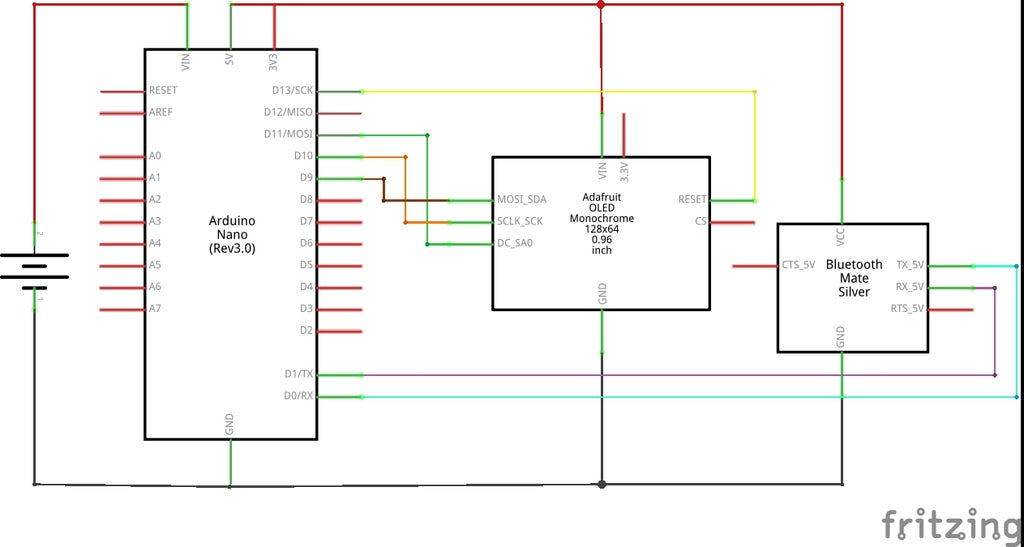 VIN
5V
3V3
RESET
AREF
A0
A1
A2
A3
A4
A5
A6
A7
Arduino
Nano
(Rev3.0)
D13/SCK
D12/MISO
D11/MOSI
D10
D9
D8
D7
D6
D5
D4
D3
D2
D1/TX
D0/RX
GND
2
1
VIN
3.3V
MOSI_SDA
SCLK_SCK
DC_SA0
Adafruit
OLED
Monochrome
128x64
0.96
inch
RESET
CS
GND
VCC
CTS_5V
Bluetooth
Mate
Silver
TX_5V
RX_5V
RTS_5V
GND
fritzing